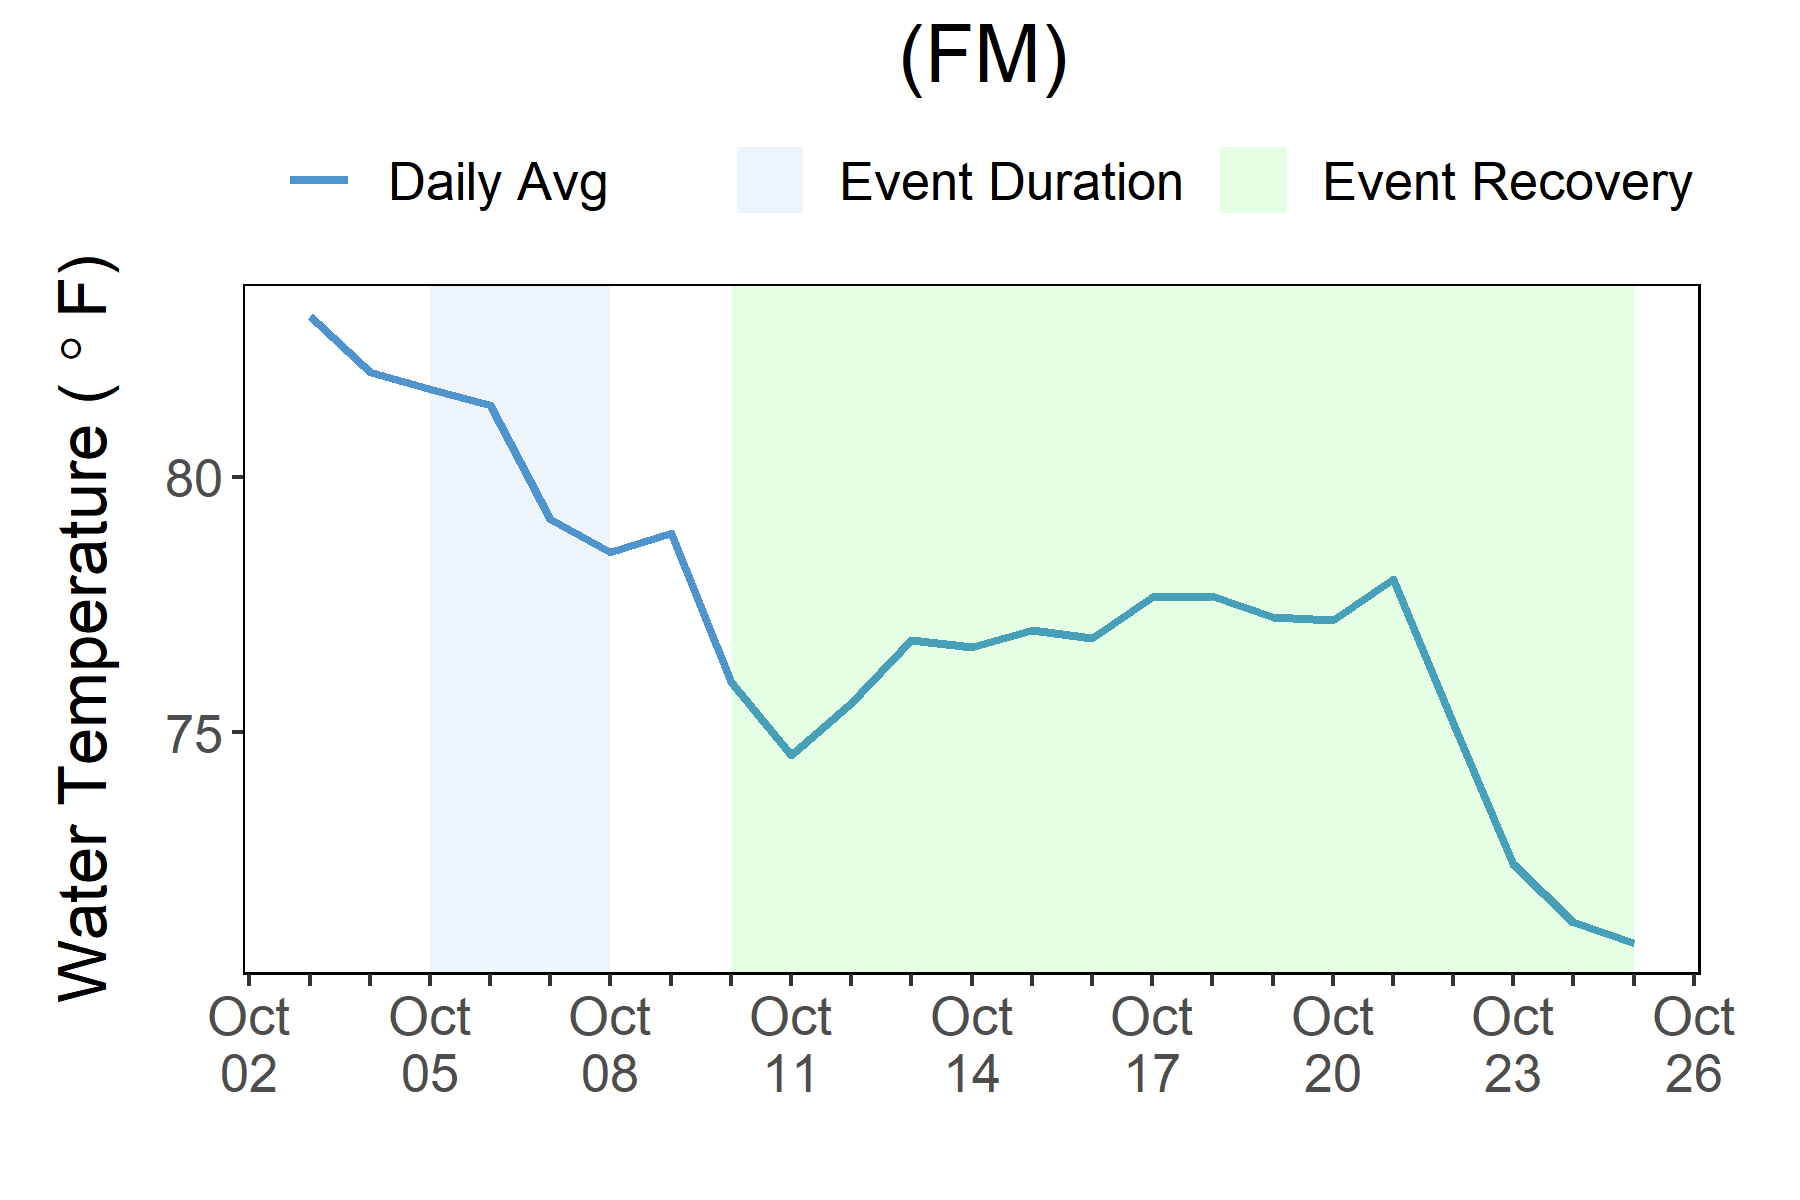 (FM)
Daily Avg Event Duration Event Recovery
Water Temperature ( ° F)
80
75
Oct 02 Oct 05 Oct 08 Oct 11 Oct 14 Oct 17 Oct 20 Oct 23 Oct 26